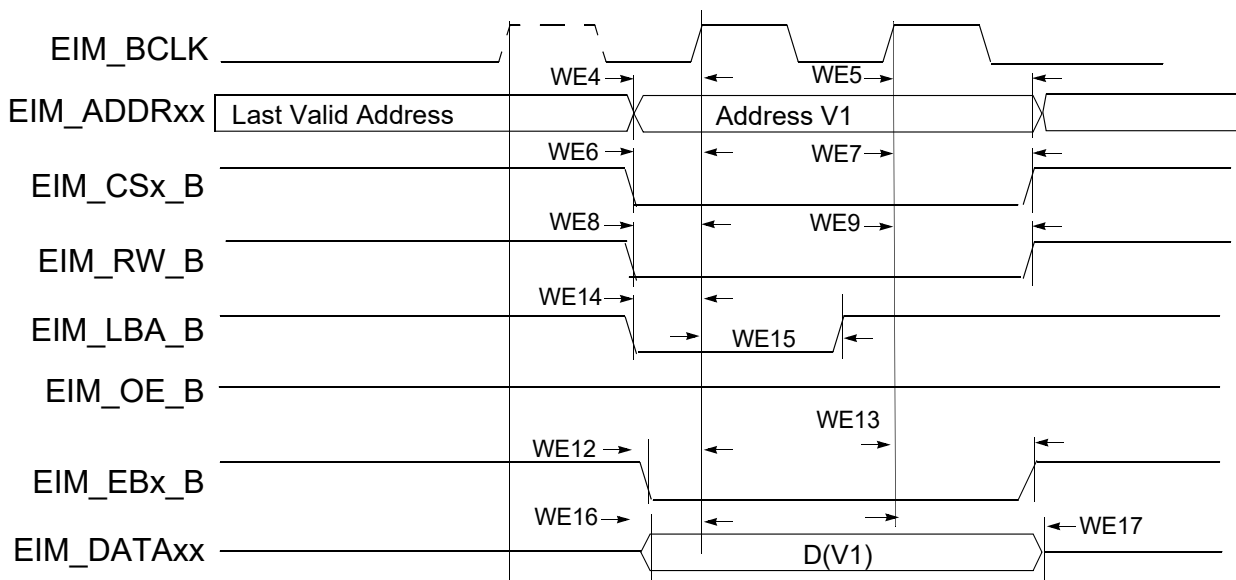 EIM_BCLK
WE4
WE5
EIM_ADDRxx
Last Valid Address
Address V1
WE6
WE7
EIM_CSx_B
WE8
WE9
EIM_RW_B
WE14
EIM_LBA_B
WE15
EIM_OE_B
WE13
WE12
EIM_EBx_B
WE16
WE17
EIM_DATAxx
D(V1)